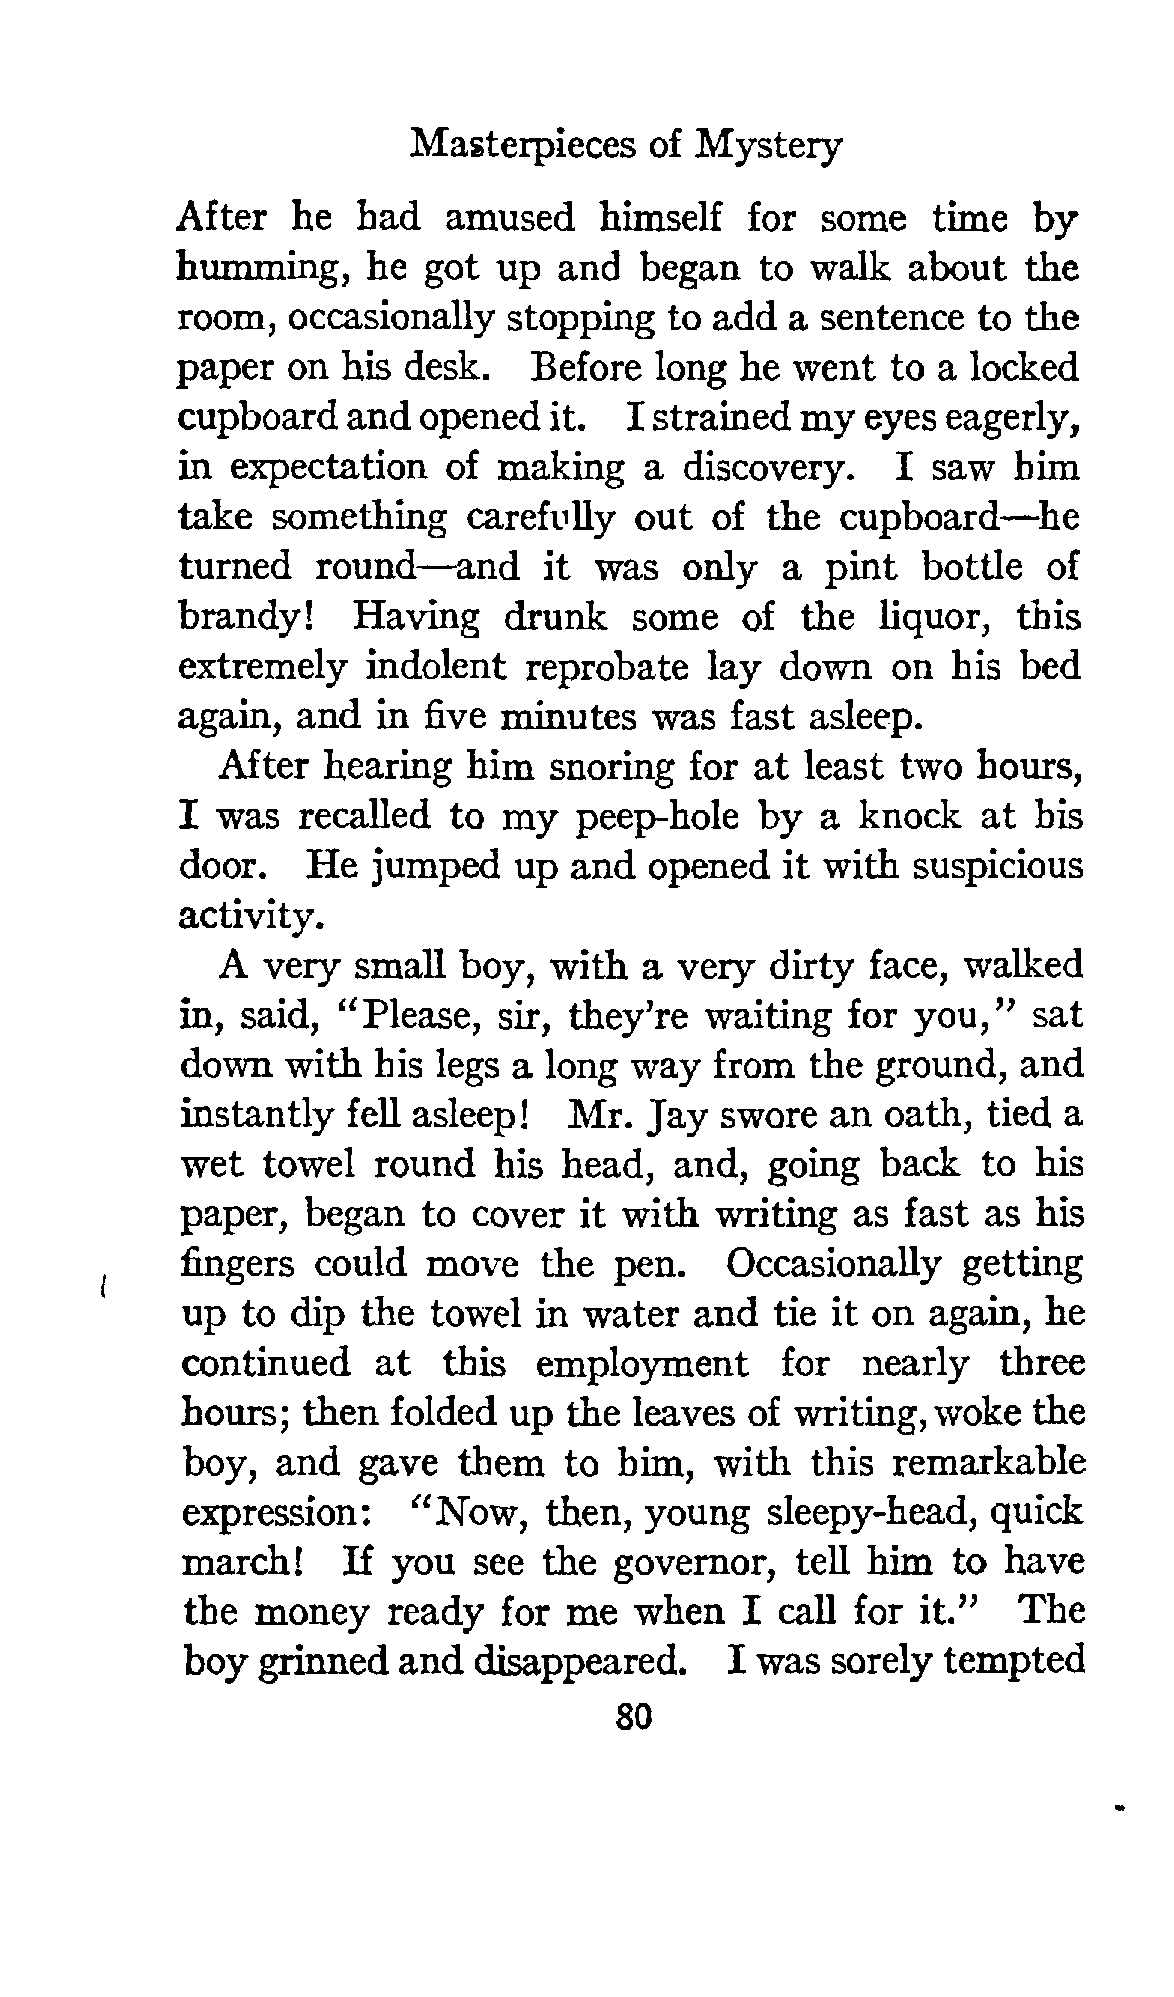 Masterpieces of Mystery
After he had amused himself for some time by
humming, he got up and began to walk about the
room, occasionally stopping to add a sentence to the
paper on his desk. Before long he went to a locked
cupboard and opened it. I strained my eyes eagerly,
in expectation of making a discovery. I saw him
take something carefully out of the cupboard—he
turned round—and it was only a pint bottle of
brandy! Having drunk some of the liquor, this
extremely indolent reprobate lay down on his bed
again, and in five minutes was fast asleep.
After hearing him snoring for at least two hours,
I was recalled to my peep-hole by a knock at his
door. He jumped up and opened it with suspicious
activity.
A very small boy, with a very dirty face, walked
in, said, “Please, sir, they're waiting for you,” sat
down with his legs a long way from the ground, and
instantly fell asleep! Mr. Jay swore an oath, tied a
wet towel round his head, and, going back to his
paper, began to cover it with writing as fast as his
fingers could move the pen. Occasionally getting
up to dip the towel in water and tie it on again, he
continued at this employment for nearly three
hours; then folded up the leaves of writing, woke the
boy, and gave them to him, with this remarkable
expression: “Now, then, young sleepy-head, quick
march! If you see the governor, tell him to have
the money ready for me when I call for it.” The
boy grinned and disappeared. I was sorely tempted
80